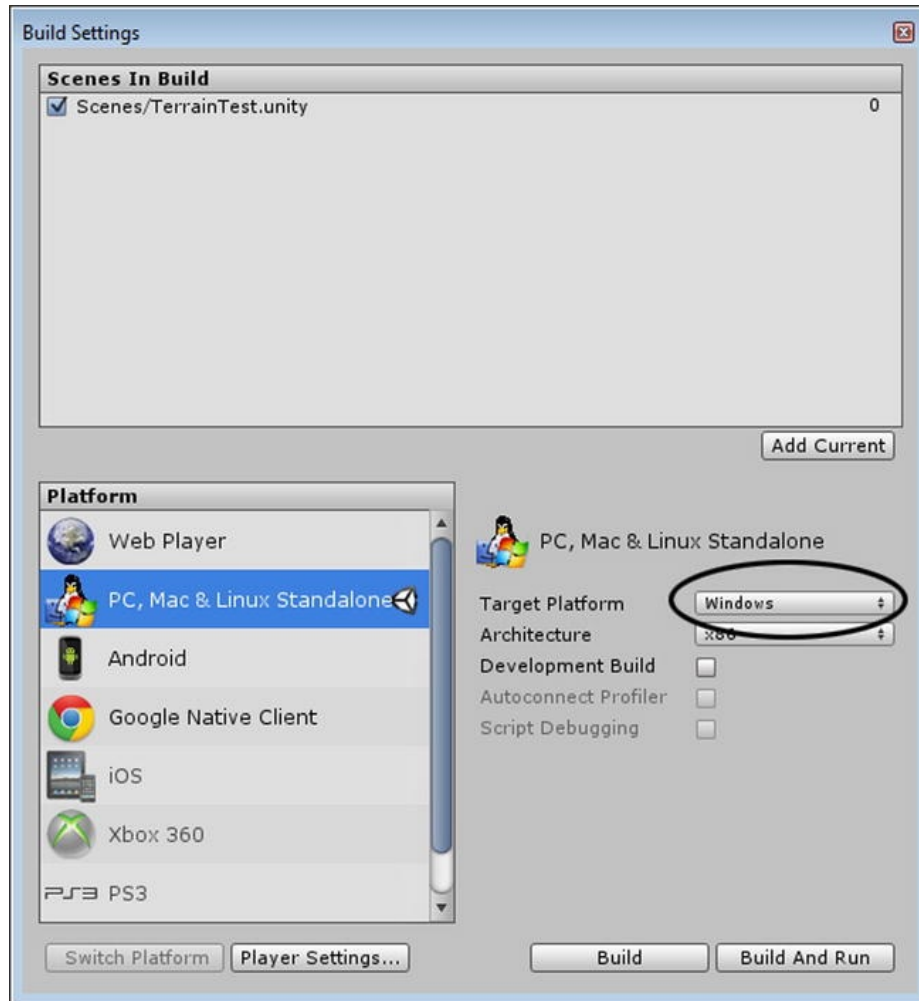 Build Settings
Scenes In Build
Scenes/TerrainTest.unity 0
Add Current
Platform
Web Player
PC, Mac & Linux Standalone
Android
Google Native Client
iOS
Xbox 360
PS3 PS3
PC, Mac & Linux Standalone
Target Platform Windows
Architecture x86
Development Build
Autoconnect Profiler
Script Debugging
Switch Platform Player Settings... Build Build And Run